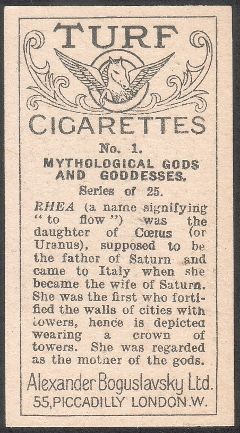 TURF
CIGARETTES
No. 1.
MYTHOLOGICAL GODS
AND GODDESSES.
Series of 25.
RHEA (a name signifying
"to flow") was the
daughter of Cœrus (or
Uranus), supposed to be
the father of Saturn and
came to Italy when she
became the wife of Saturn.
She was the first who forti-
fied the walls of cities with
towers, hence is depicted
wearing a crown of
towers. She was regarded
as the mother of the gods.
Alexander Boguslavsky Ltd.
55, PICCADILLY LONDON.W.